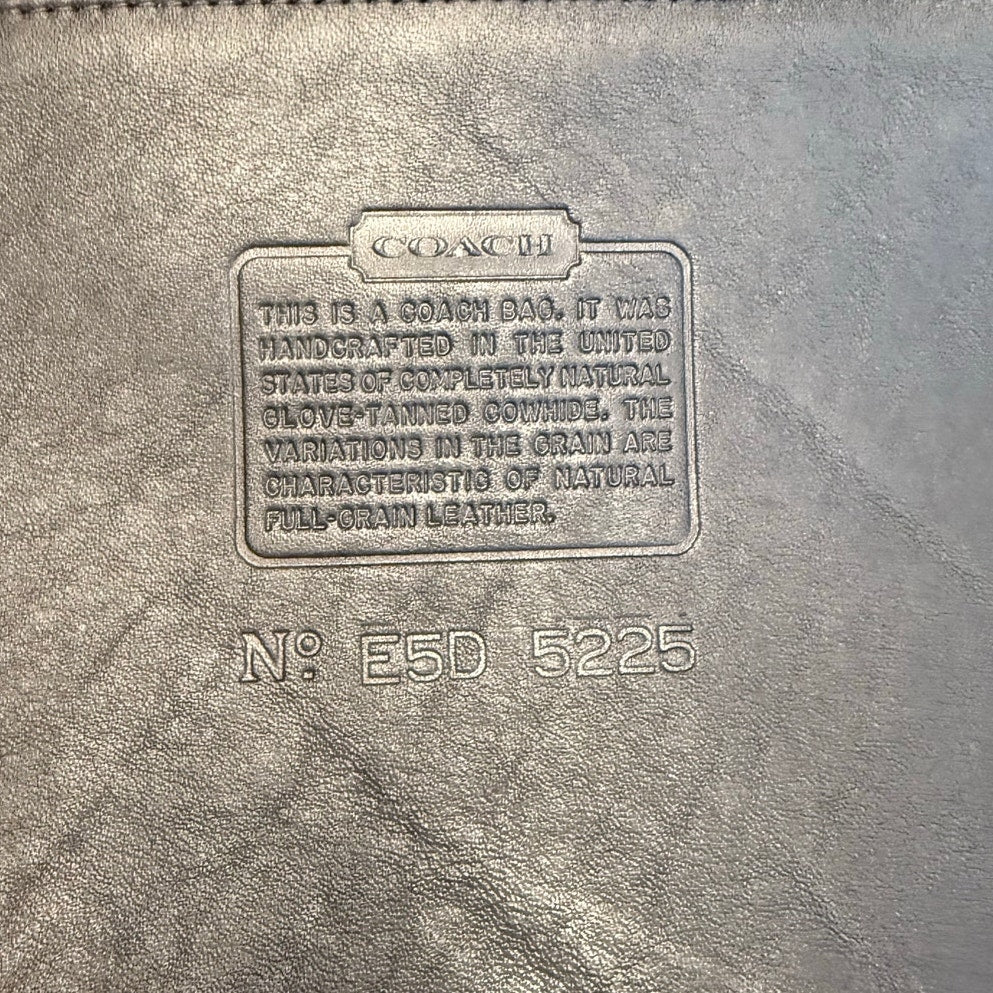 COACH
THIS IS A COACH BAG. IT WAS
HANDCRAFTED IN THE UNITED
STATES OF COMPLETELY NATURAL
GLOVE-TANNED COWHIDE. THE
VARIATIONS IN THE GRAIN ARE
CHARACTERISTIC OF NATURAL
FULL-GRAIN LEATHER.
Nº E5D 5225